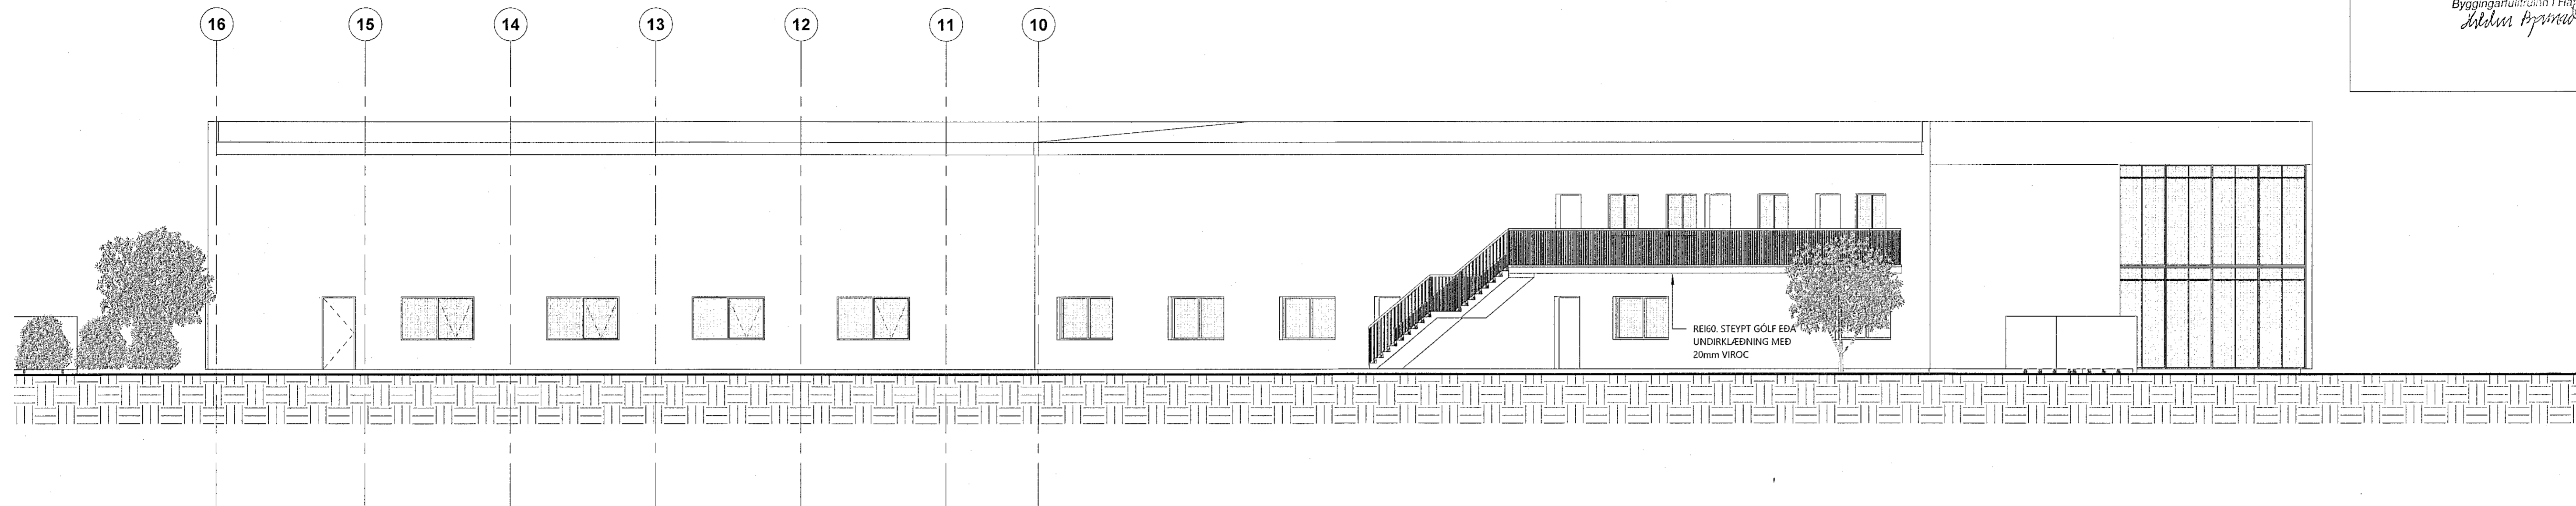 16 15 14 13 12 11 10
REI60. STEYPT GÓLF EÐA
UNDIRKLÆÐNING MEÐ
20mm VIROC